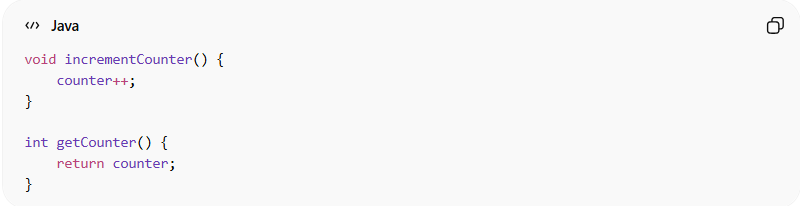 </> Java
void incrementCounter() {
    counter++;
}

int getCounter() {
    return counter;
}